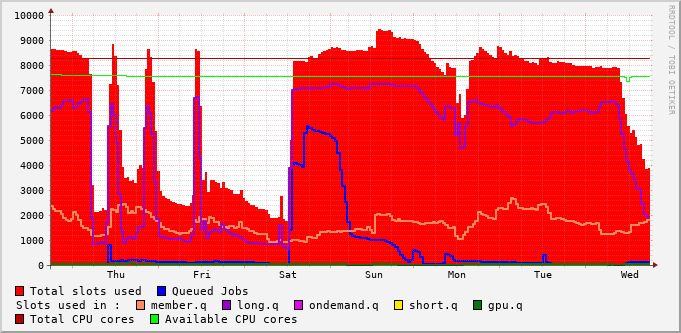 10000
9000
8000
7000
6000
5000
4000
3000
2000
1000
0
Thu Fri Sat Sun Mon Tue Wed
RRDTOOL / TOBI OETIKER
Total slots used Queued Jobs
Slots used in : member.q long.q ondemand.q short.q gpu.q
Total CPU cores Available CPU cores